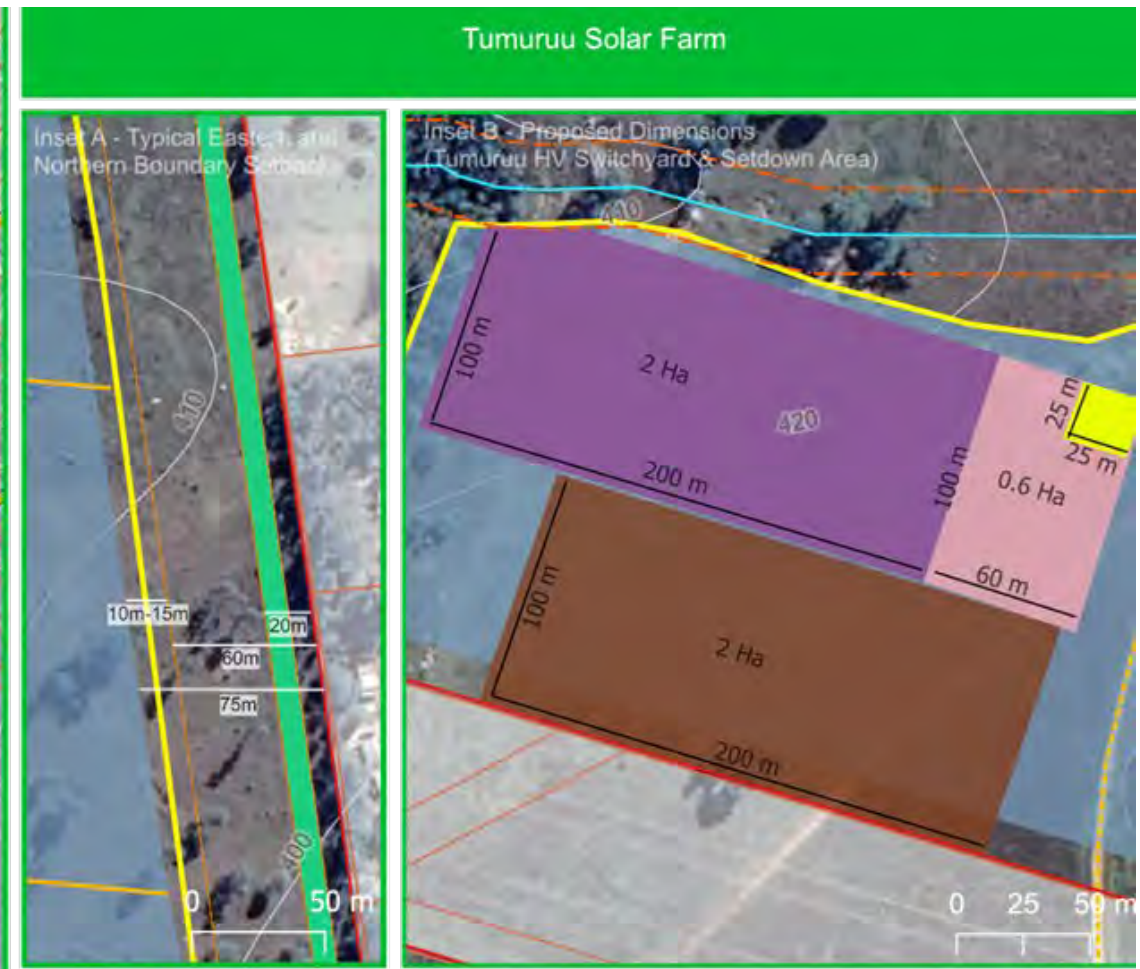 Tumuruu Solar Farm
Inset A - Typical Eastern and
Northern Boundary Setback
410
10m-15m
20m
60m
75m
400
0 50 m
Inset B - Proposed Dimensions
(Tumuruu HV Switchyard & Setdown Area)
410
100 m
2 Ha
420
200 m
100 m
25 m
25 m
0.6 Ha
60 m
100 m
2 Ha
200 m
0 25 50 m